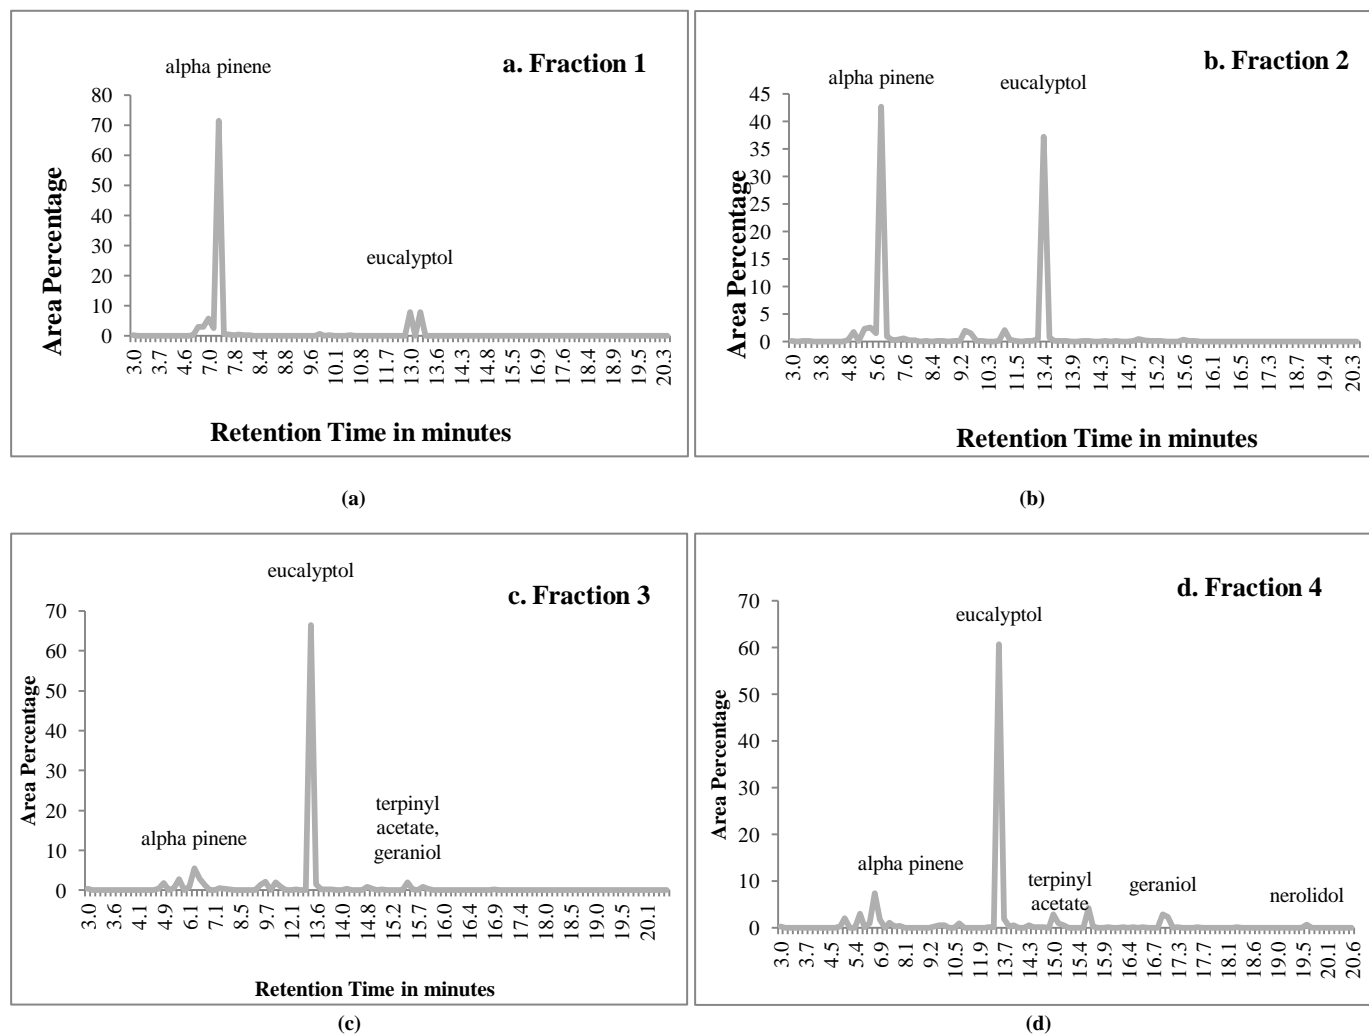 a. Fraction 1
alpha pinene
eucalyptol
80
70
60
50
40
30
20
10
0
Area Percentage
3.0 3.7 4.6 7.0 7.8 8.4 8.8 9.6 10.1 10.8 11.7 13.0 13.6 14.3 14.8 15.5 16.9 17.6 18.4 18.9 20.3
Retention Time in minutes
(a)
b. Fraction 2
alpha pinene
eucalyptol
45
40
35
30
25
20
15
10
5
0
Area Percentage
3.0 3.8 4.8 5.6 7.6 8.4 9.2 10.3 11.5 13.4 13.9 14.3 14.7 15.2 15.6 16.1 16.5 17.3 18.7 19.4 20.3
Retention Time in minutes
(b)
eucalyptol
c. Fraction 3
70
60
50
40
30
20
10
0
Area Percentage
alpha pinene
terpinyl
acetate,
geraniol
3.0 3.6 4.1 4.9 6.1 7.1 8.5 9.7 12.1 13.6 14.0 14.8 15.2 15.7 16.0 16.9 17.4 18.0 18.5 18.9 19.5 20.1
Retention Time in minutes
(c)
d. Fraction 4
eucalyptol
70
60
50
40
30
20
10
0
Area Percentage
alpha pinene
terpinyl
acetate
geraniol
nerolidol
3.0 3.7 4.5 5.4 6.9 8.1 9.2 10.5 11.9 13.7 14.3 15.0 15.4 15.9 16.4 16.7 17.3 17.7 18.1 18.6 19.0 19.5 20.1 20.6
(d)